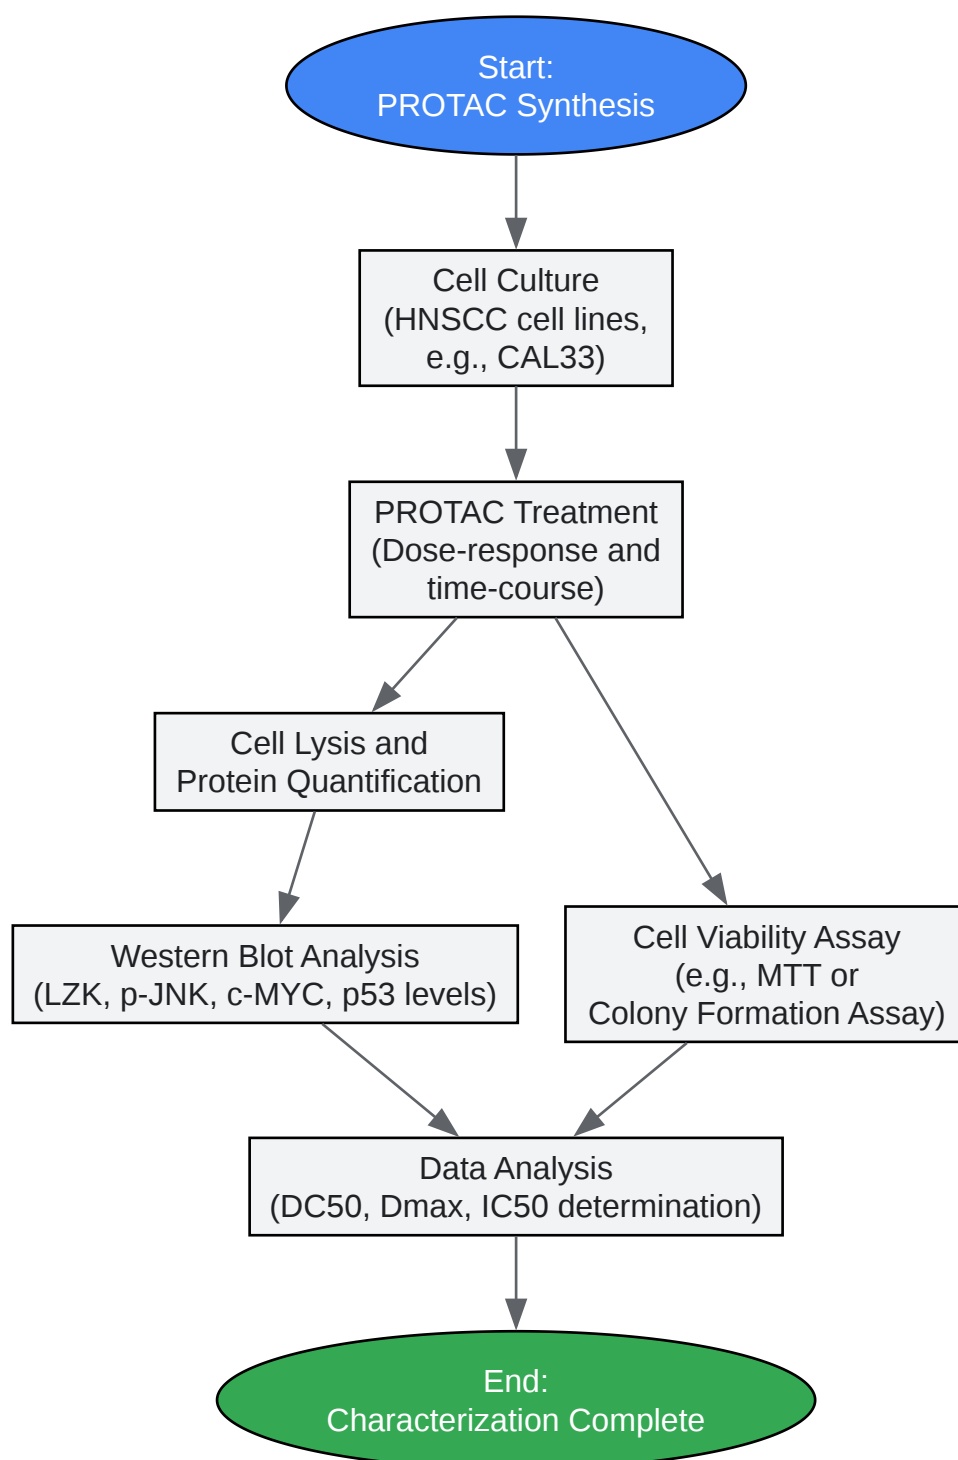 Start:
PROTAC Synthesis
Cell Culture
(HNSCC cell lines,
e.g., CAL33)
PROTAC Treatment
(Dose-response and
time-course)
Cell Lysis and
Protein Quantification
Western Blot Analysis
(LZK, p-JNK, c-MYC, p53 levels)
Cell Viability Assay
(e.g., MTT or
Colony Formation Assay)
Data Analysis
(DC50, Dmax, IC50 determination)
End:
Characterization Complete